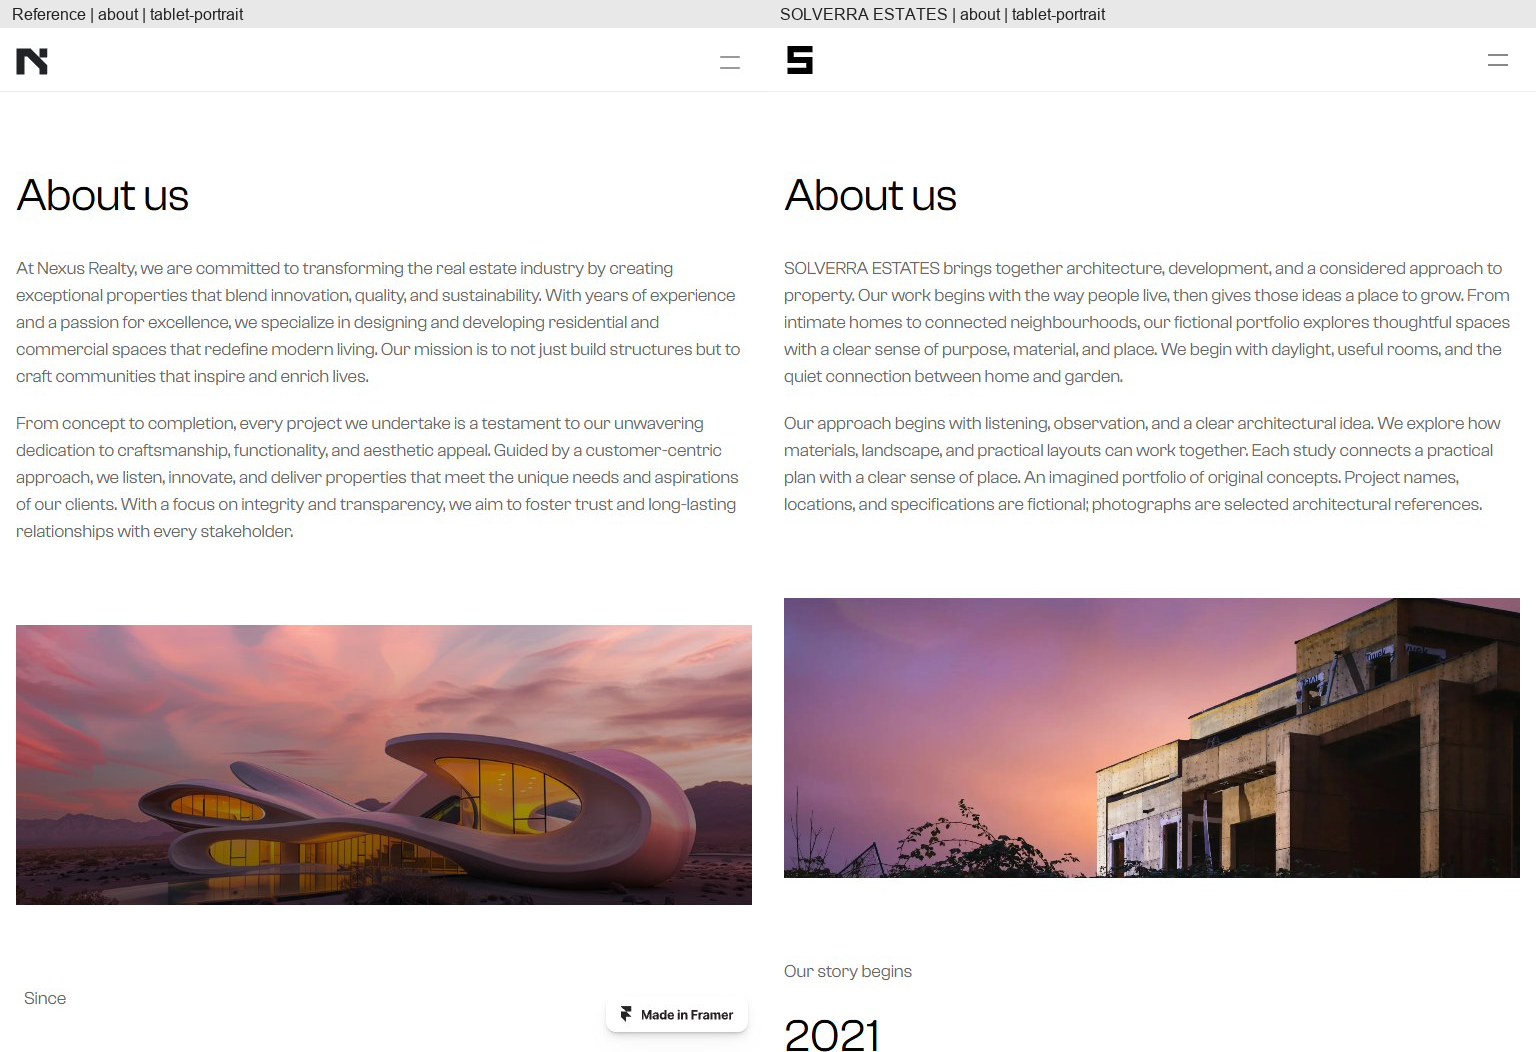 Reference | about | tablet-portrait
About us
At Nexus Realty, we are committed to transforming the real estate industry by creating
exceptional properties that blend innovation, quality, and sustainability. With years of experience
and a passion for excellence, we specialize in designing and developing residential and
commercial spaces that redefine modern living. Our mission is to not just build structures but to
craft communities that inspire and enrich lives.
From concept to completion, every project we undertake is a testament to our unwavering
dedication to craftsmanship, functionality, and aesthetic appeal. Guided by a customer-centric
approach, we listen, innovate, and deliver properties that meet the unique needs and aspirations
of our clients. With a focus on integrity and transparency, we aim to foster trust and long-lasting
relationships with every stakeholder.
Since
Made in Framer
SOLVERRA ESTATES | about | tablet-portrait
S
About us
SOLVERRA ESTATES brings together architecture, development, and a considered approach to
property. Our work begins with the way people live, then gives those ideas a place to grow. From
intimate homes to connected neighbourhoods, our fictional portfolio explores thoughtful spaces
with a clear sense of purpose, material, and place. We begin with daylight, useful rooms, and the
quiet connection between home and garden.
Our approach begins with listening, observation, and a clear architectural idea. We explore how
materials, landscape, and practical layouts can work together. Each study connects a practical
plan with a clear sense of place. An imagined portfolio of original concepts. Project names,
locations, and specifications are fictional; photographs are selected architectural references.
Our story begins
2021